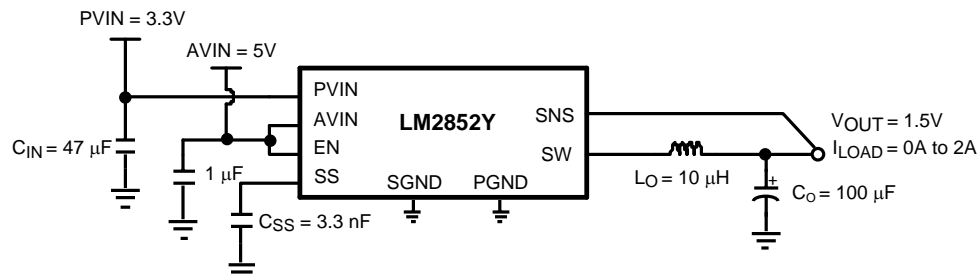 PVIN = 3.3V
AVIN = 5V
PVIN
AVIN
EN
SS
LM2852Y
SNS
SW
SGND
PGND
CIN = 47 μF
1 μF
CSS = 3.3 nF
LO = 10 μH
VOUT = 1.5V
ILOAD = 0A to 2A
+
CO = 100 μF